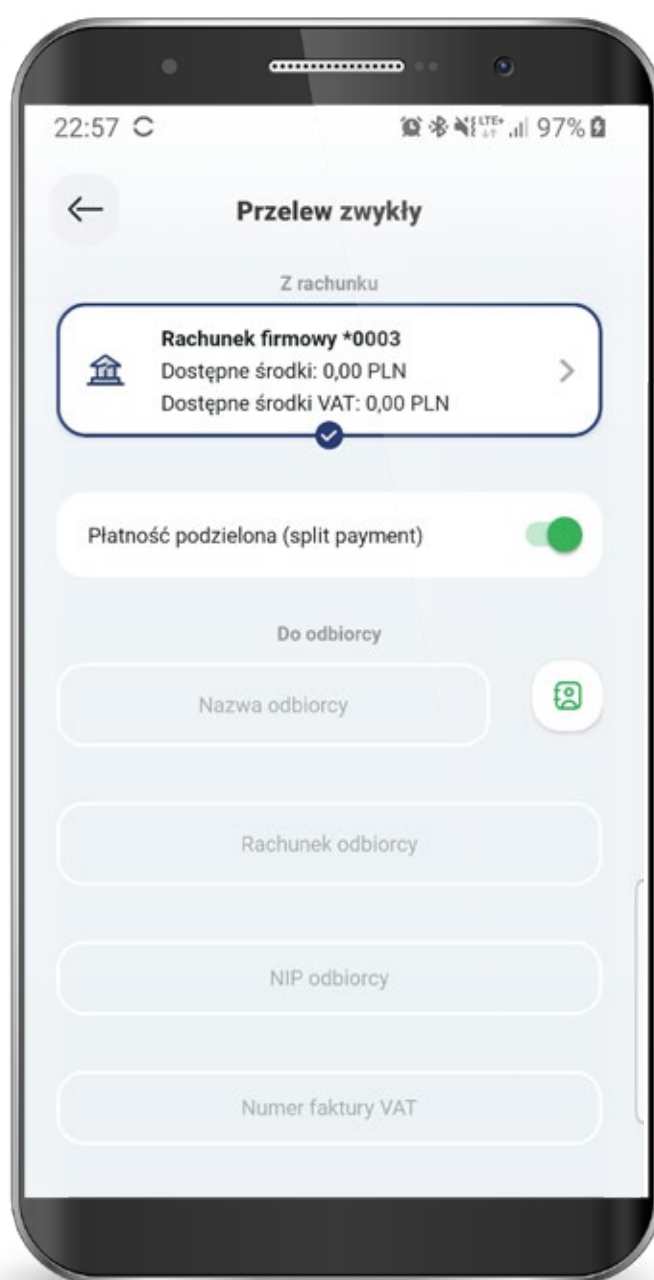 22:57
LTE+ 97%
Przelew zwykły
Z rachunku
Rachunek firmowy *0003
Dostępne środki: 0,00 PLN
Dostępne środki VAT: 0,00 PLN
Płatność podzielona (split payment)
Do odbiorcy
Nazwa odbiorcy
Rachunek odbiorcy
NIP odbiorcy
Numer faktury VAT